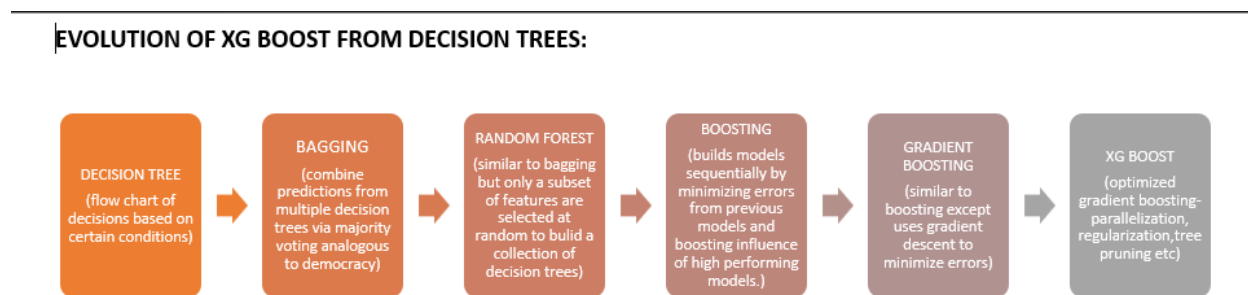 EVOLUTION OF XG BOOST FROM DECISION TREES:
DECISION TREE
(flow chart of
decisions based on
certain conditions)
BAGGING
(combine
predictions from
multiple decision
trees via majority
voting analogous
to democracy)
RANDOM FOREST
(similar to bagging
but only a subset
of features are
selected at
random to bulid a
collection of
decision trees)
BOOSTING
(builds models
sequentially by
minimizing errors
from previous
models and
boosting influence
of high performing
models.)
GRADIENT
BOOSTING
(similar to
boosting except
uses gradient
descent to
minimize errors)
XG BOOST
(optimized
gradient boosting-
parallelization,
regularization,tree
pruning etc)